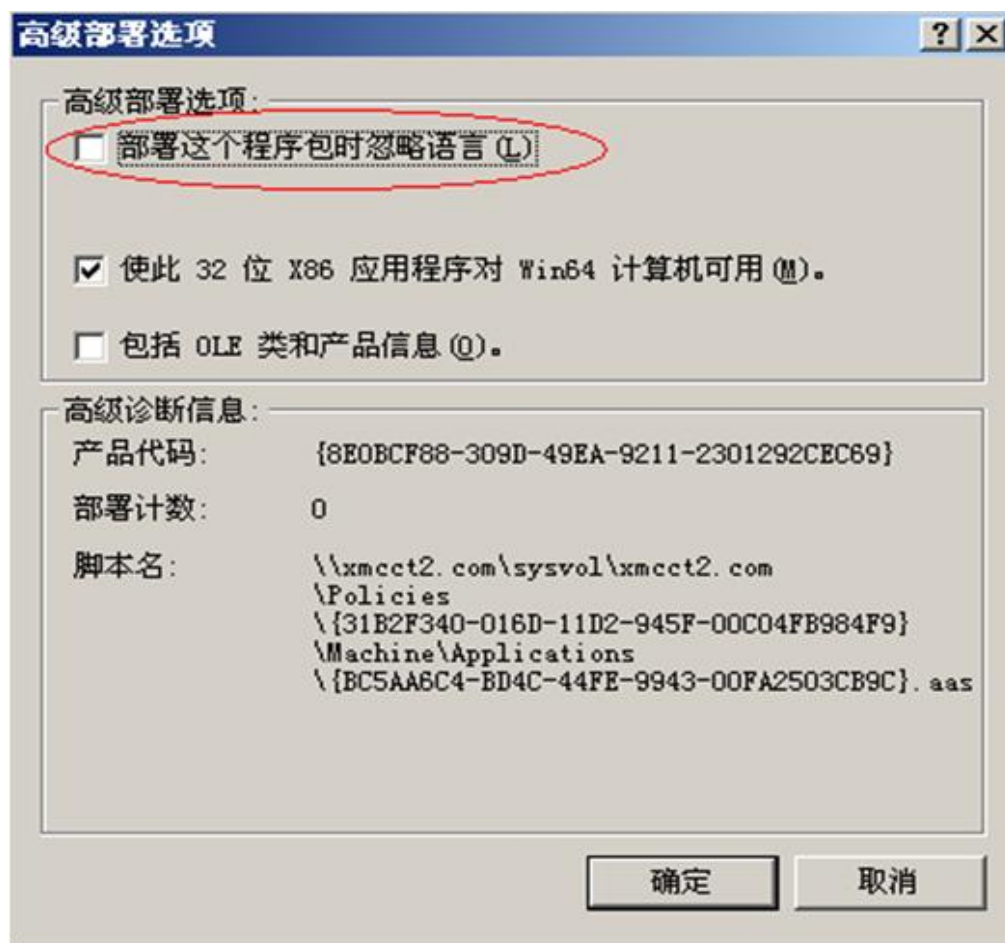 高级部署选项
高级部署选项:
部署这个程序包时忽略语言(L)
使此 32 位 X86 应用程序对 Win64 计算机可用(M)。
包括 OLE 类和产品信息(O)。
高级诊断信息:
产品代码: {8E0BCF88-309D-49EA-9211-2301292CEC69}
部署计数: 0
脚本名: \\xmcct2.com\sysvol\xmcct2.com
\Policies
\{31B2F340-016D-11D2-945F-00C04FB984F9}
\Machine\Applications
\{BC5AA6C4-BD4C-44FE-9943-00FA2503CB9C}.aas
确定 取消